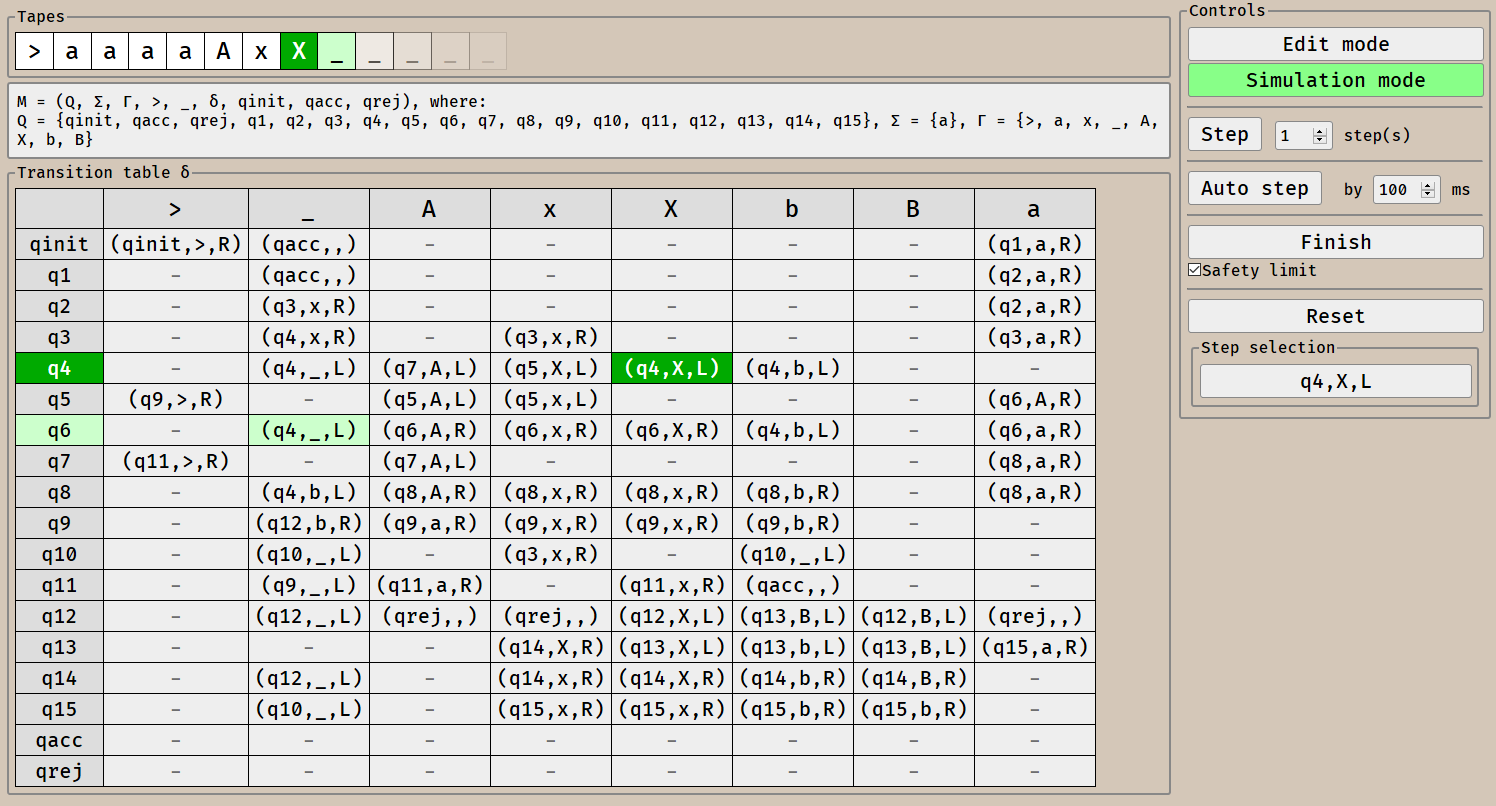 Tapes
> a a a a A x X _ _ _ _ _
M = (Q, Σ, Γ, >, _, δ, qinit, qacc, qrej), where:
Q = {qinit, qacc, qrej, q1, q2, q3, q4, q5, q6, q7, q8, q9, q10, q11, q12, q13, q14, q15}, Σ = {a}, Γ = {>, a, x, _, A,
X, b, B}
Transition table δ
> _ A x X b B a
qinit (qinit,>,R) (qacc,,) – – – – – (q1,a,R)
q1 – (qacc,,) – – – – – (q2,a,R)
q2 – (q3,x,R) – – – – – (q2,a,R)
q3 – (q4,x,R) – (q3,x,R) – – – (q3,a,R)
q4 – (q4,_,L) (q7,A,L) (q5,X,L) (q4,X,L) (q4,b,L) – –
q5 (q9,>,R) – (q5,A,L) (q5,x,L) – – – (q6,A,R)
q6 – (q4,_,L) (q6,A,R) (q6,x,R) (q6,X,R) (q4,b,L) – (q6,a,R)
q7 (q11,>,R) – (q7,A,L) – – – – (q8,a,R)
q8 – (q4,b,L) (q8,A,R) (q8,x,R) (q8,x,R) (q8,b,R) – (q8,a,R)
q9 – (q12,b,R) (q9,a,R) (q9,x,R) (q9,x,R) (q9,b,R) – –
q10 – (q10,_,L) – (q3,x,R) – (q10,_,L) – –
q11 – (q9,_,L) (q11,a,R) – (q11,x,R) (qacc,,) – –
q12 – (q12,_,L) (qrej,,) (qrej,,) (q12,X,L) (q13,B,L) (q12,B,L) (qrej,,)
q13 – – – (q14,X,R) (q13,X,L) (q13,b,L) (q13,B,L) (q15,a,R)
q14 – (q12,_,L) – (q14,x,R) (q14,X,R) (q14,b,R) (q14,B,R) –
q15 – (q10,_,L) – (q15,x,R) (q15,x,R) (q15,b,R) (q15,b,R) –
qacc – – – – – – – –
qrej – – – – – – – –
Controls
Edit mode
Simulation mode
Step 1 step(s)
Auto step by 100 ms
Finish
Safety limit
Reset
Step selection
q4,X,L